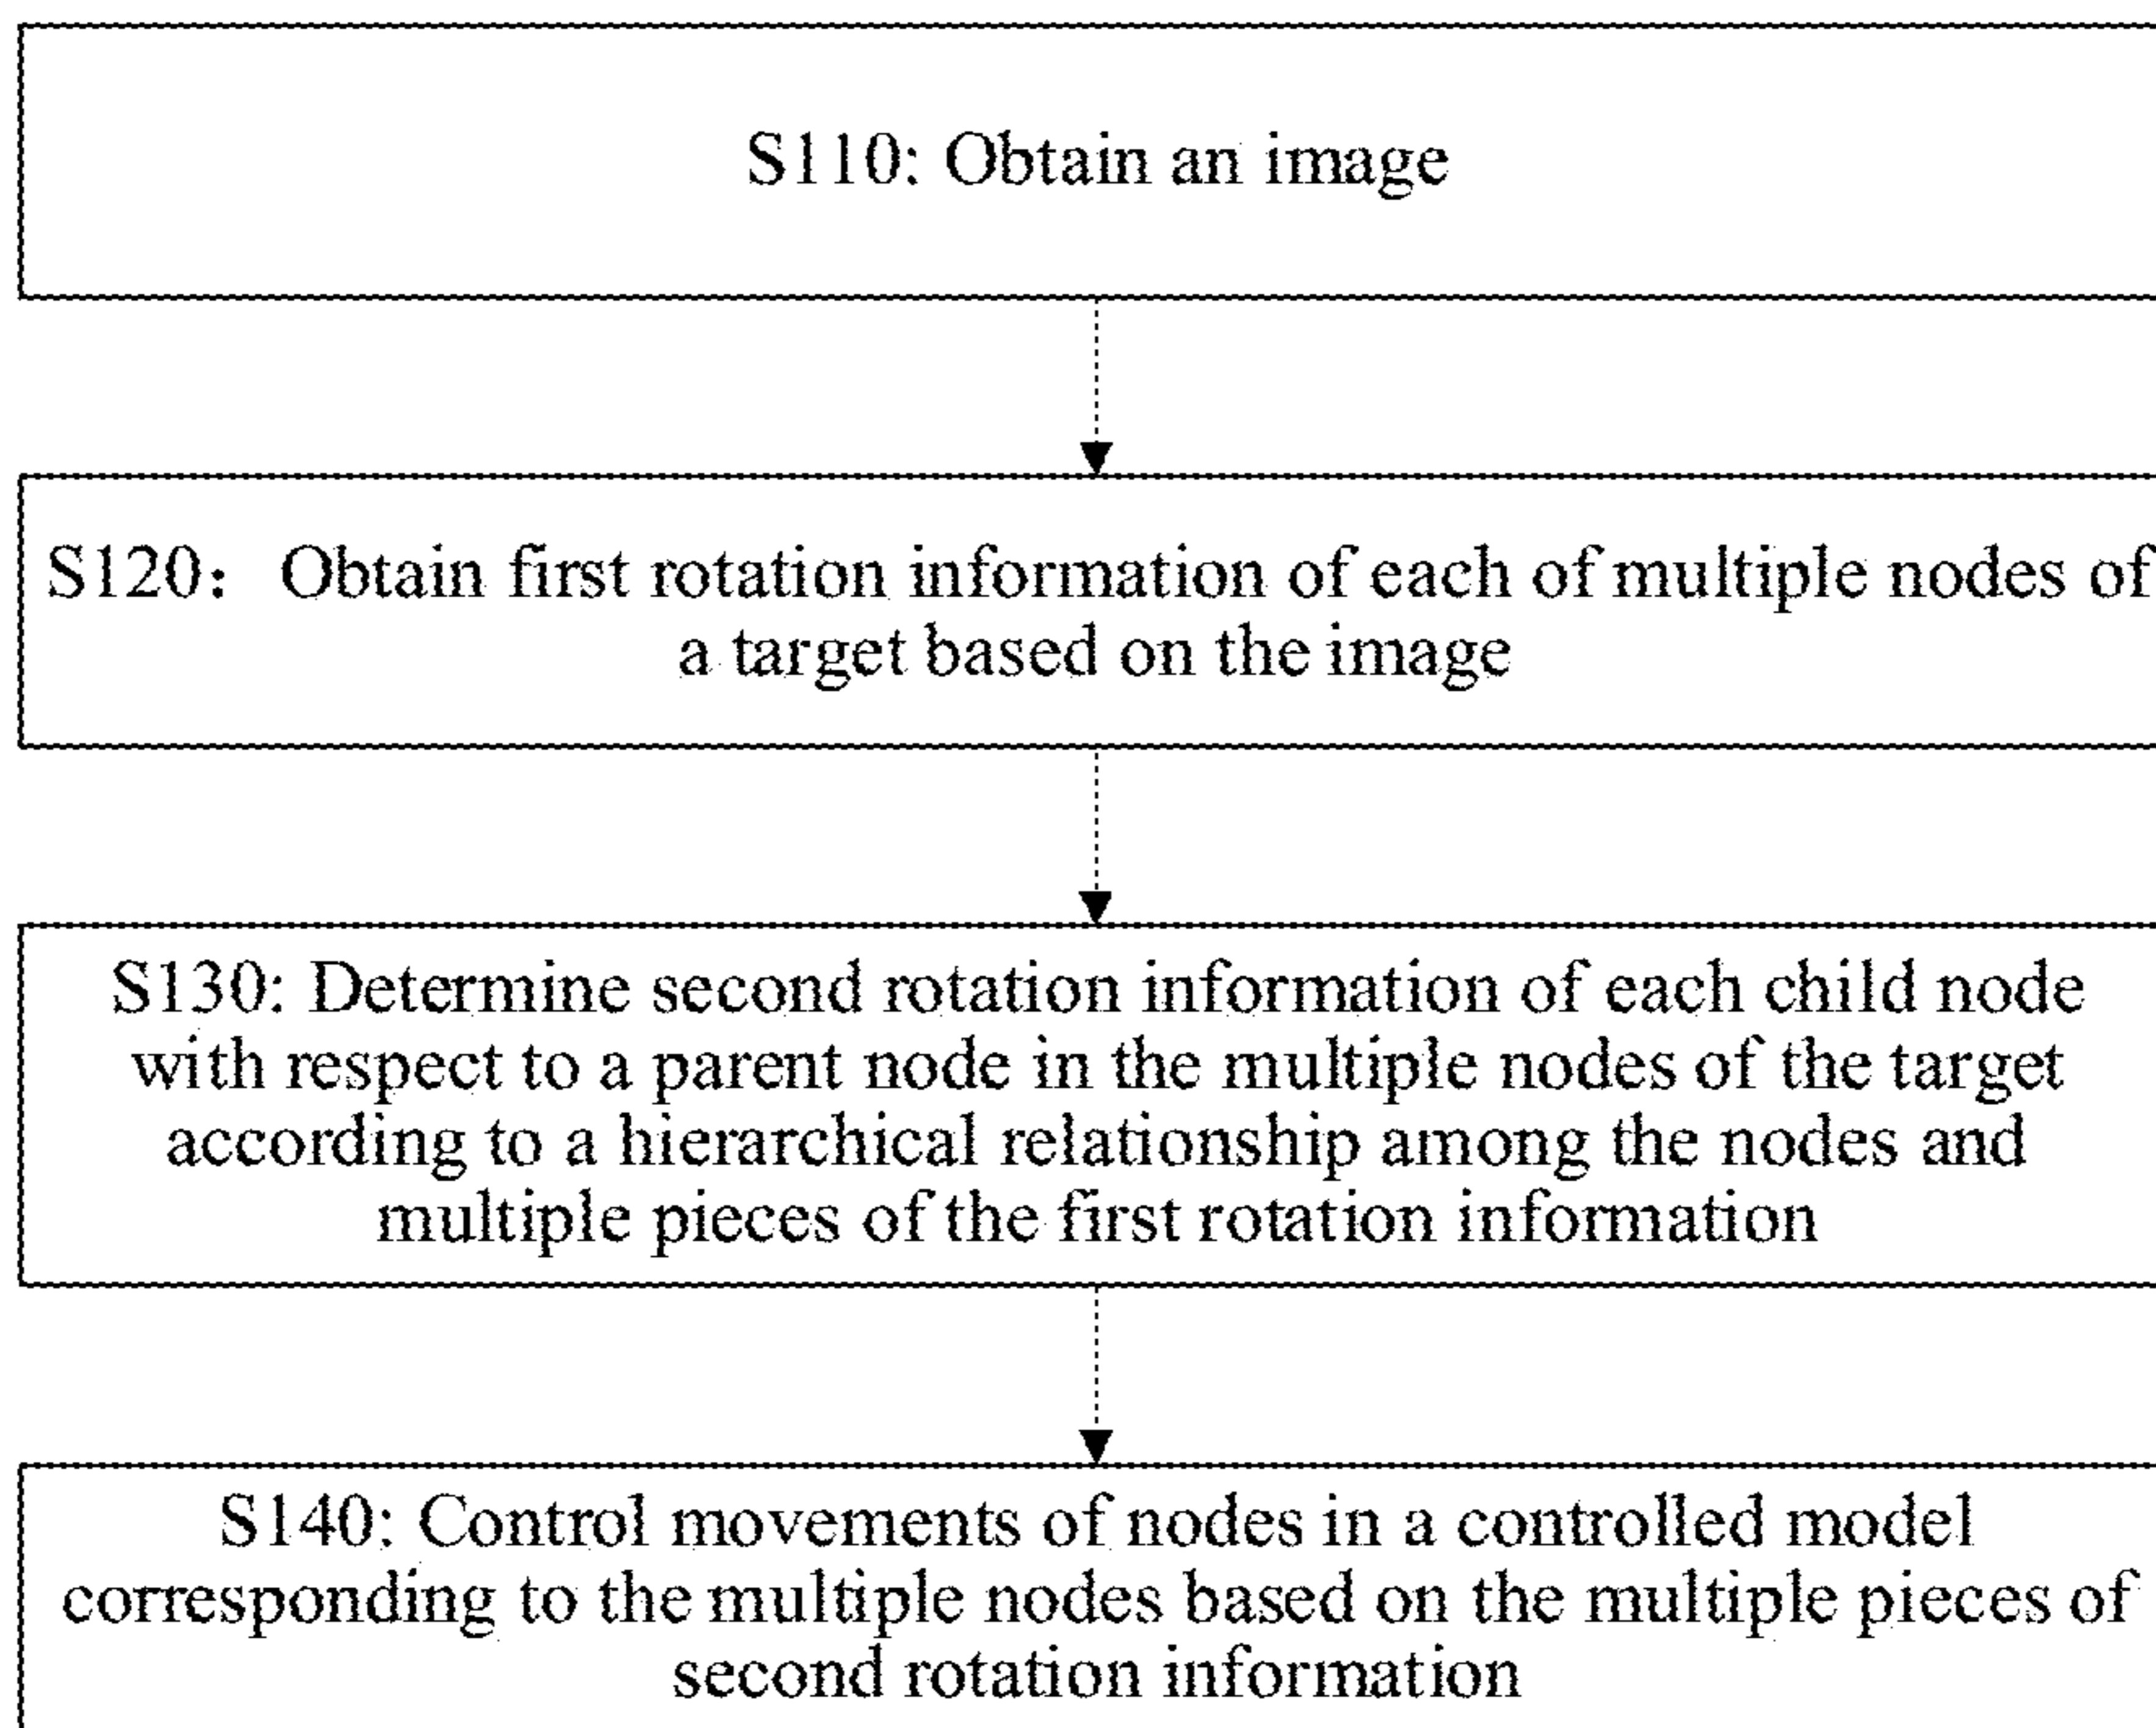 S110: Obtain an image
S120： Obtain first rotation information of each of multiple nodes of
a target based on the image
S130: Determine second rotation information of each child node
with respect to a parent node in the multiple nodes of the target
according to a hierarchical relationship among the nodes and
multiple pieces of the first rotation information
S140: Control movements of nodes in a controlled model
corresponding to the multiple nodes based on the multiple pieces of
second rotation information